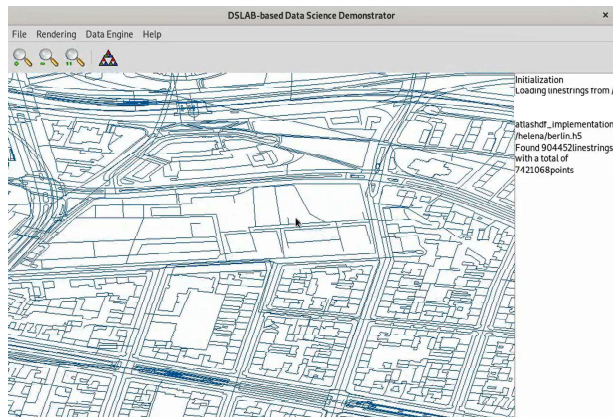 DSLAB-based Data Science Demonstrator
File Rendering Data Engine Help
Initialization
Loading linestrings from /
atlashdf_implementation
/helena/berlin.h5
Found 904452linestrings
with a total of
7421068points